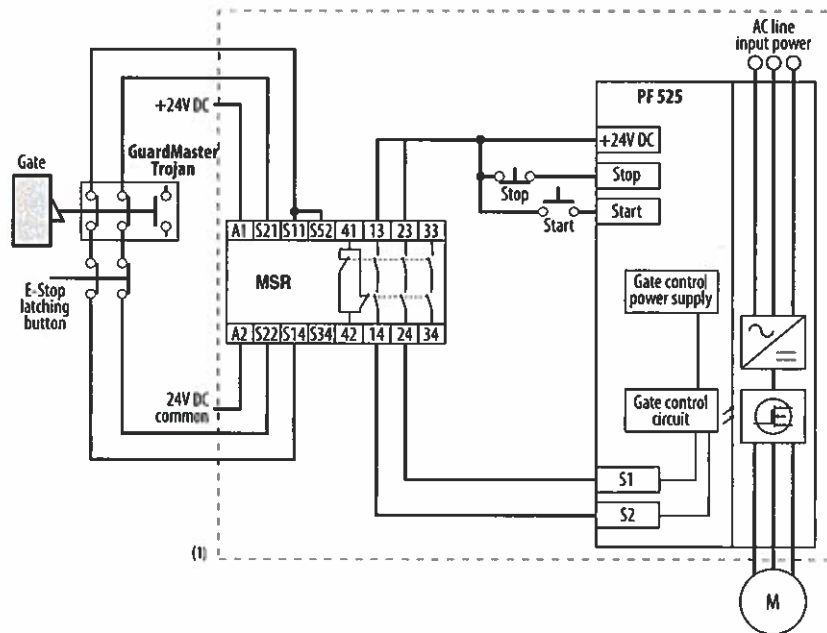 AC line
input power
PF 525
+24V DC
+24V DC
GuardMaster
Trojan
Gate
Stop
Stop
Start
Start
A1 S21 S11 S52 41 13 23 33
MSR
E-Stop
latching
button
Gate control
power supply
A2 S22 S14 S34 42 14 24 34
24V DC
common
Gate control
circuit
S1
S2
(1)
M